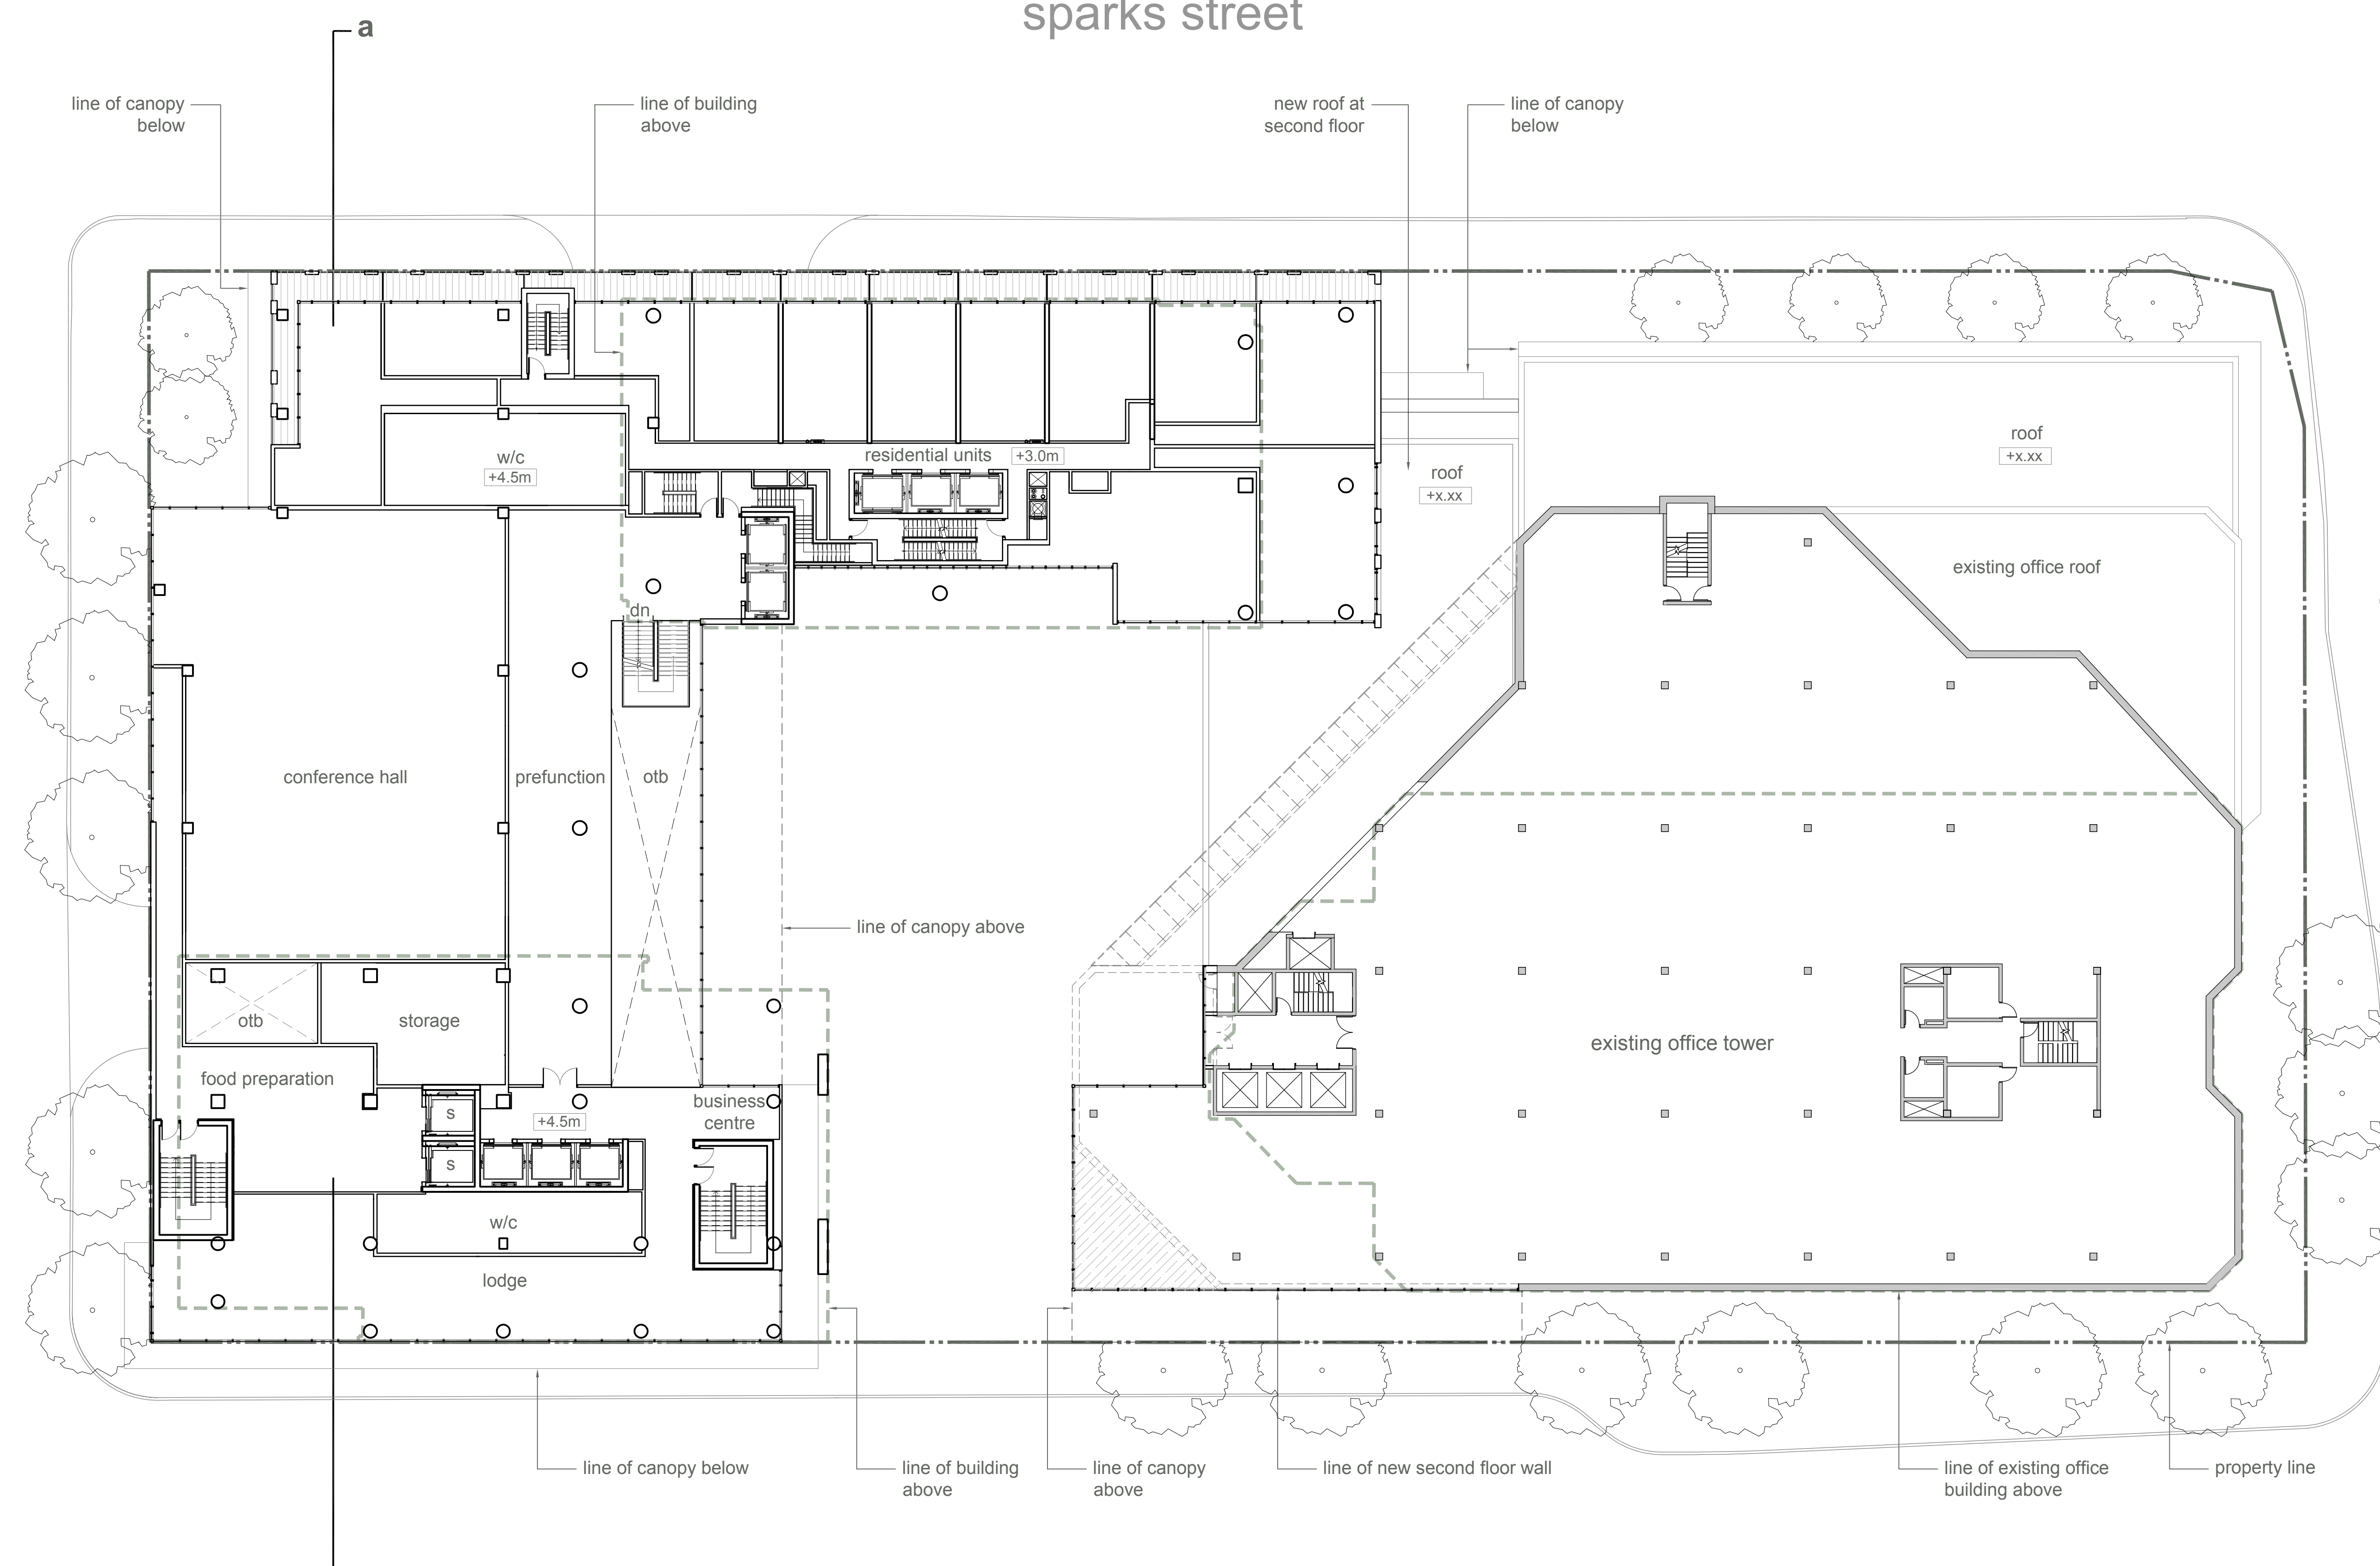 sparks street
a
line of canopy
below
line of building
above
new roof at
second floor
line of canopy
below
w/c
+4.5m
residential units
+3.0m
roof
+x.xx
roof
+x.xx
existing office roof
dn
conference hall
prefunction
otb
line of canopy above
otb
storage
food preparation
existing office tower
s
s
+4.5m
business
centre
w/c
lodge
line of canopy below
line of building
above
line of canopy
above
line of new second floor wall
line of existing office
building above
property line